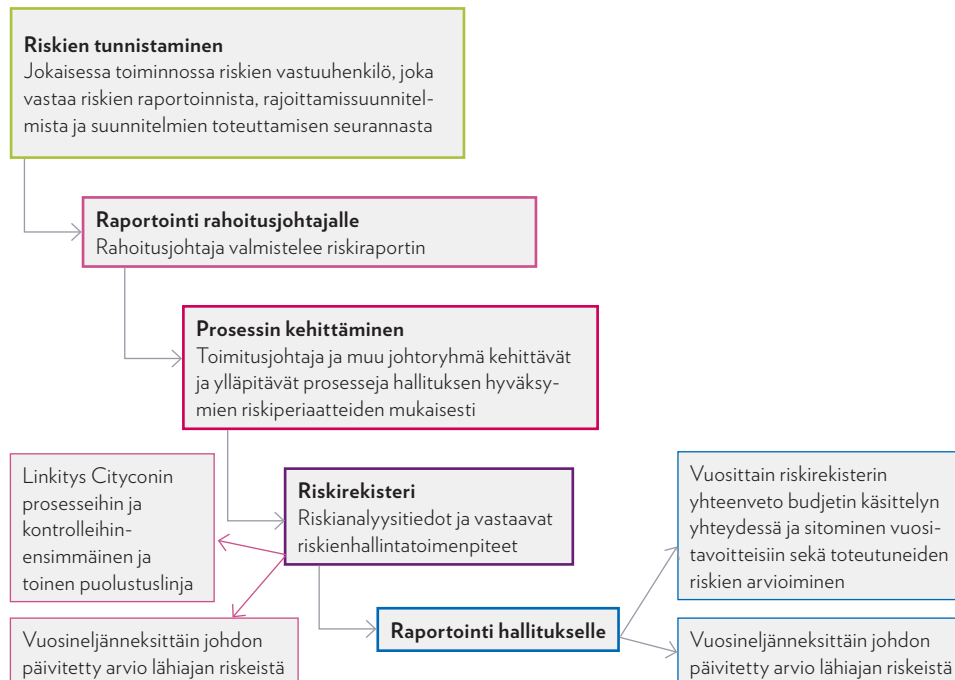 Riskien tunnistaminen
Jokaisessa toiminnossa riskien vastuuhenkilö, joka
vastaa riskien raportoinnista, rajoittamissuunnitel-
mista ja suunnitelmien toteuttamisen seurannasta
Raportointi rahoitusjohtajalle
Rahoitusjohtaja valmistelee riskiraportin
Prosessin kehittäminen
Toimitusjohtaja ja muu johtoryhmä kehittävät
ja ylläpitävät prosesseja hallituksen hyväksy-
mien riskiperiaatteiden mukaisesti
Linkitys Cityconin
prosesseihin ja
kontrolleihin-
ensimmäinen ja
toinen puolustuslinja
Riskirekisteri
Riskianalyysitiedot ja vastaavat
riskienhallintatoimenpiteet
Vuosittain riskirekisterin
yhteenveto budjetin käsittelyn
yhteydessä ja sitominen vuosi-
tavoitteisiin sekä toteutuneiden
riskien arvioiminen
Vuosineljänneksittäin johdon
päivitetty arvio lähiajan riskeistä
Raportointi hallitukselle
Vuosineljänneksittäin johdon
päivitetty arvio lähiajan riskeistä